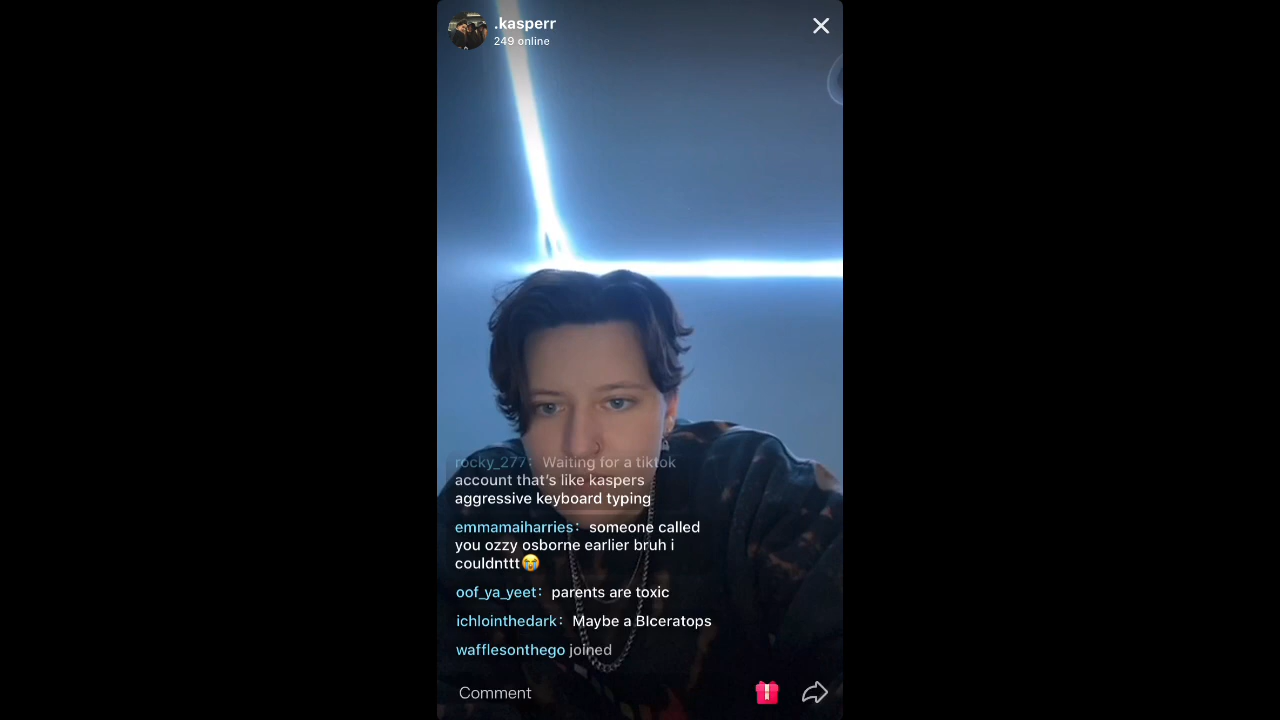 .kasperr
249 online
rocky_277: Waiting for a tiktok
account that's like kaspers
aggressive keyboard typing
emmamaiharries: someone called
you ozzy osborne earlier bruh i
couldnttt😭
oof_ya_yeet: parents are toxic
ichlointhedark: Maybe a BIceratops
wafflesonthego joined
Comment